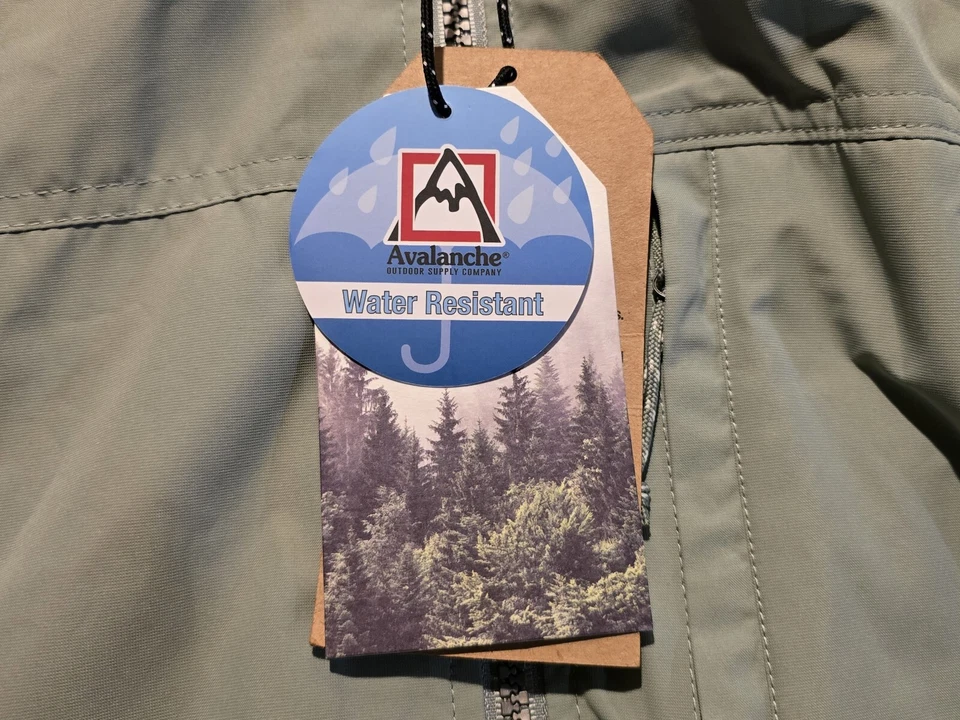 Avalanche®
OUTDOOR SUPPLY COMPANY
Water Resistant
s.